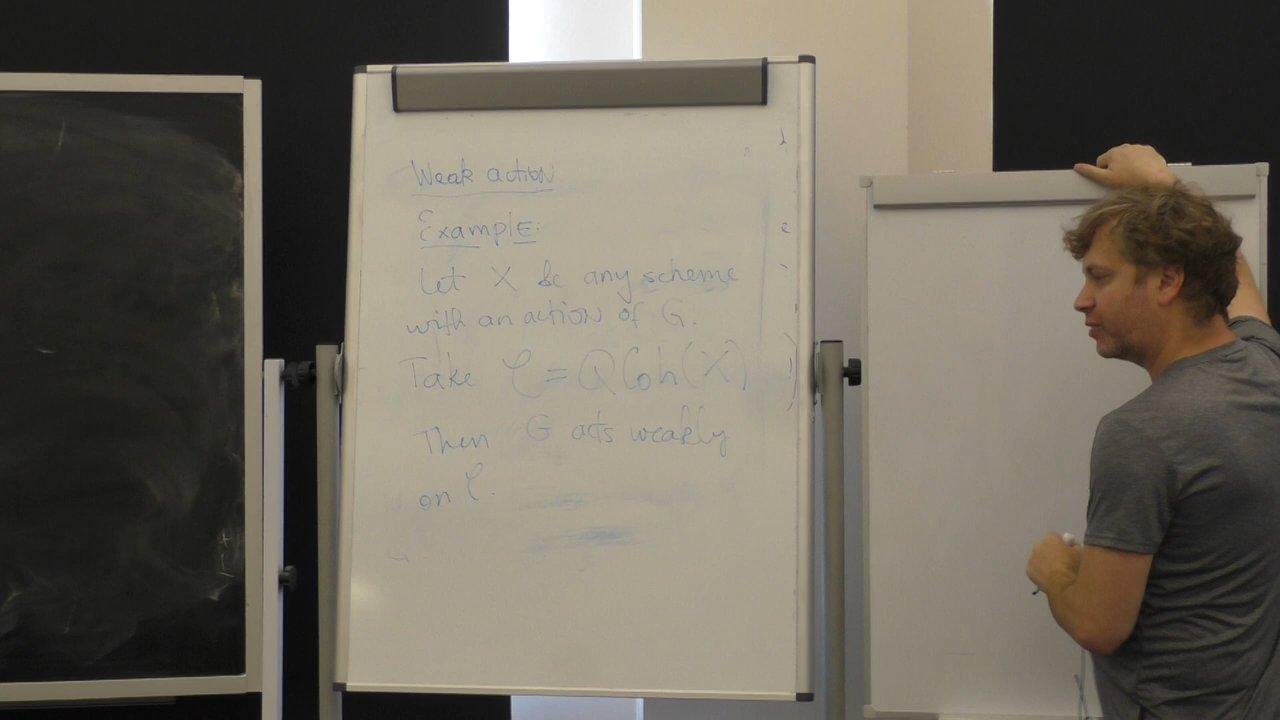 Weak action
Example:
Let X be any scheme
with an action of G.
Take 𝒞 = QCoh(X)
Then G acts weakly
on 𝒞.